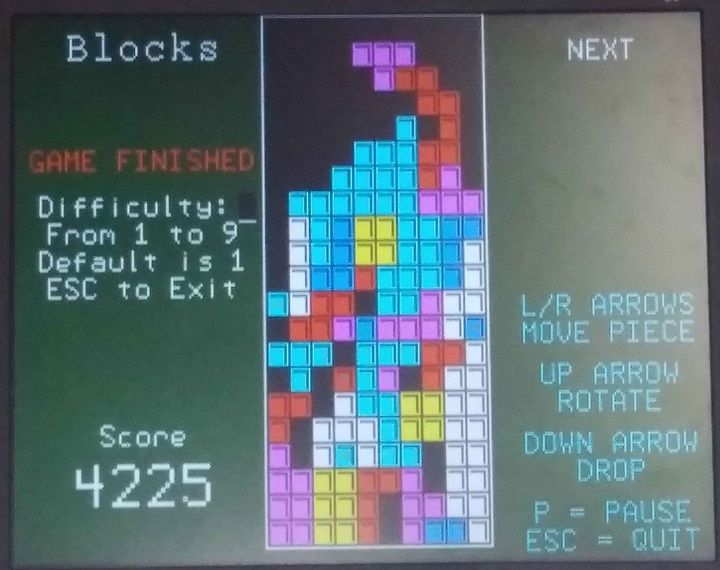 Blocks
GAME FINISHED
Difficulty:
From 1 to 9
Default is 1
ESC to Exit
Score
4225
NEXT
L/R ARROWS
MOVE PIECE
UP ARROW
ROTATE
DOWN ARROW
DROP
P = PAUSE
ESC = QUIT